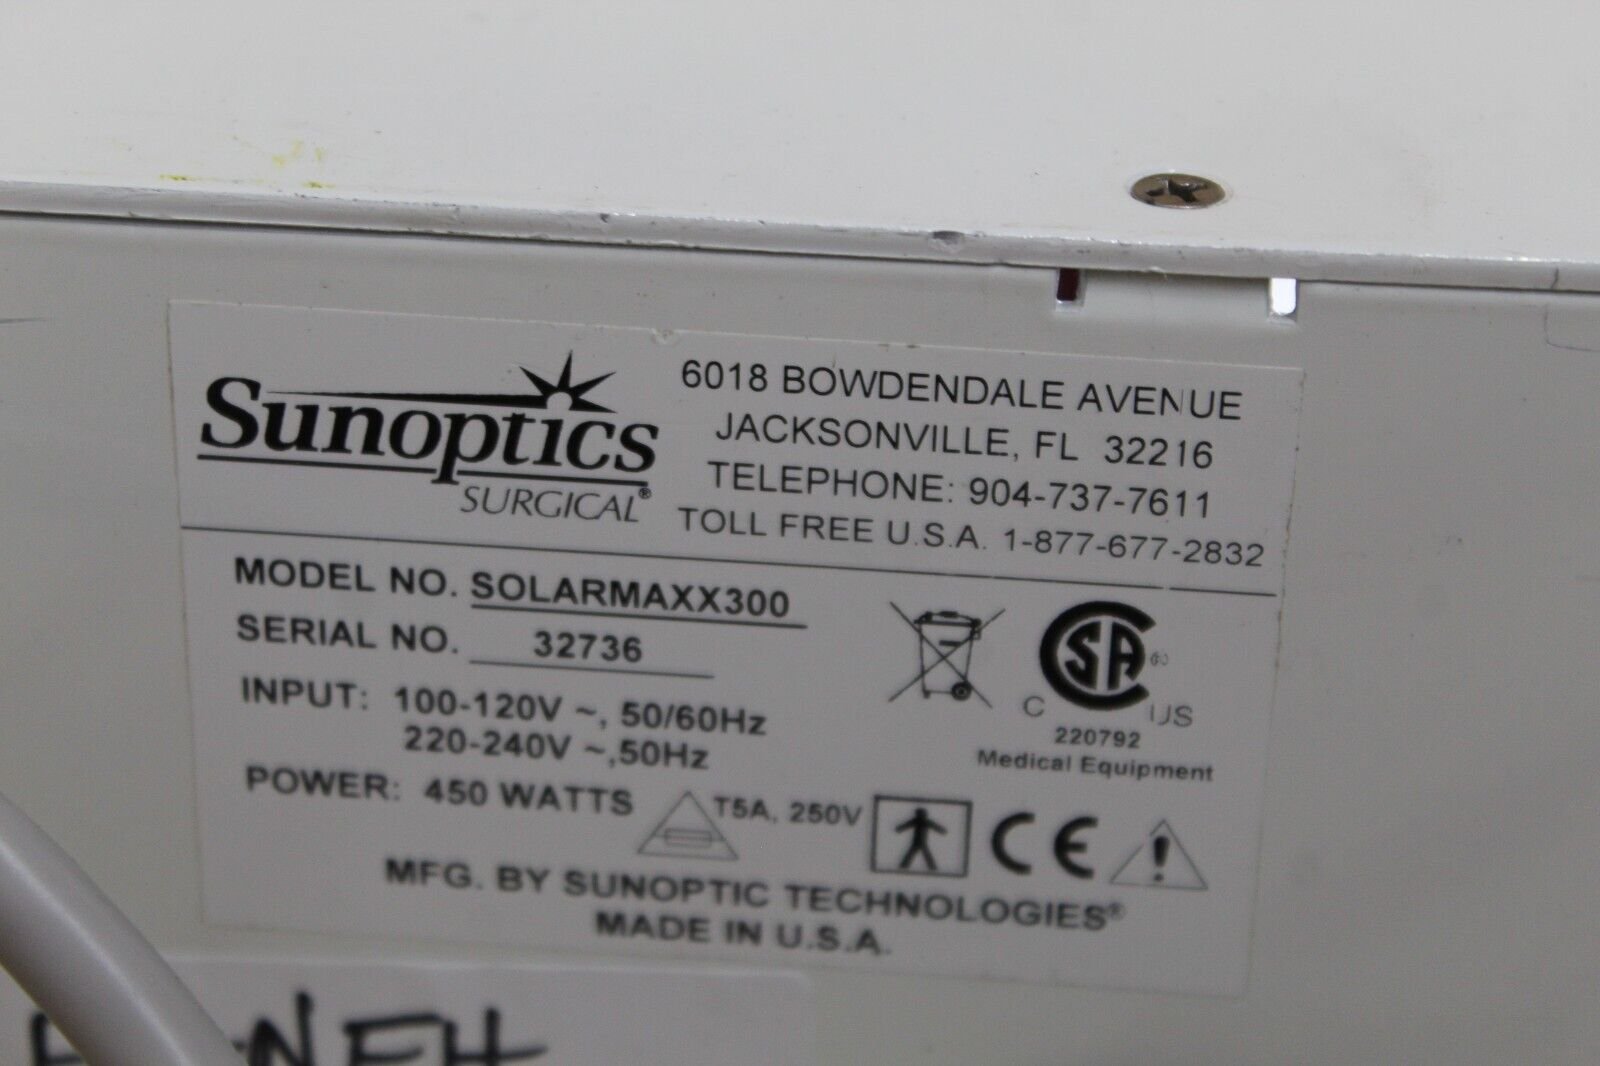 Sunoptics
SURGICAL®
6018 BOWDENDALE AVENUE
JACKSONVILLE, FL 32216
TELEPHONE: 904-737-7611
TOLL FREE U.S.A. 1-877-677-2832
MODEL NO. SOLARMAXX300
SERIAL NO. 32736
INPUT: 100-120V ~, 50/60Hz
220-240V ~,50Hz
POWER: 450 WATTS
T5A, 250V
CSA®
C US
220792
Medical Equipment
CE
MFG. BY SUNOPTIC TECHNOLOGIES®
MADE IN U.S.A.